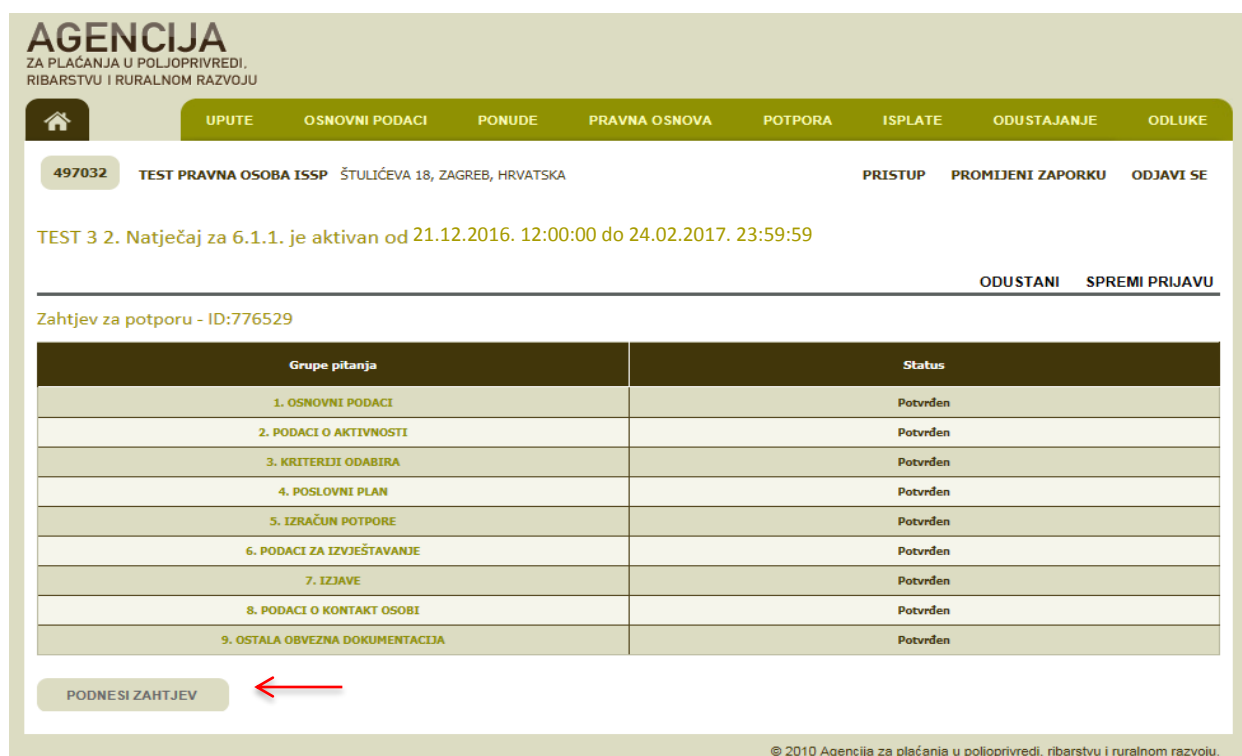 AGENCIJA
ZA PLAĆANJA U POLJOPRIVREDI,
RIBARSTVU I RURALNOM RAZVOJU
UPUTE OSNOVNI PODACI PONUDE PRAVNA OSNOVA POTPORA ISPLATE ODUSTAJANJE ODLUKE
497032 TEST PRAVNA OSOBA ISSP ŠTULIĆEVA 18, ZAGREB, HRVATSKA PRISTUP PROMIJENI ZAPORKU ODJAVI SE
TEST 3 2. Natječaj za 6.1.1. je aktivan od 21.12.2016. 12:00:00 do 24.02.2017. 23:59:59
ODUSTANI SPREMI PRIJAVU
Zahtjev za potporu - ID:776529
Grupe pitanja Status
1. OSNOVNI PODACI Potvrđen
2. PODACI O AKTIVNOSTI Potvrđen
3. KRITERIJI ODABIRA Potvrđen
4. POSLOVNI PLAN Potvrđen
5. IZRAČUN POTPORE Potvrđen
6. PODACI ZA IZVJEŠTAVANJE Potvrđen
7. IZJAVE Potvrđen
8. PODACI O KONTAKT OSOBI Potvrđen
9. OSTALA OBVEZNA DOKUMENTACIJA Potvrđen
PODNESI ZAHTJEV
© 2010 Agencija za plaćanja u poljoprivredi, ribarstvu i ruralnom razvoju.